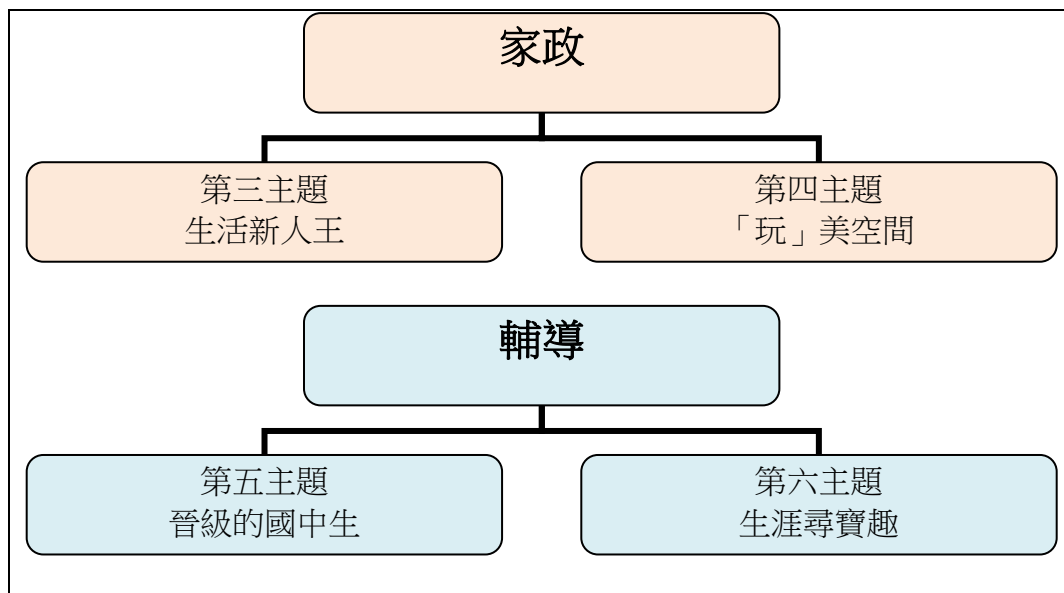 家政
第三主題
生活新人王
第四主題
「玩」美空間
輔導
第五主題
晉級的國中生
第六主題
生涯尋寶趣